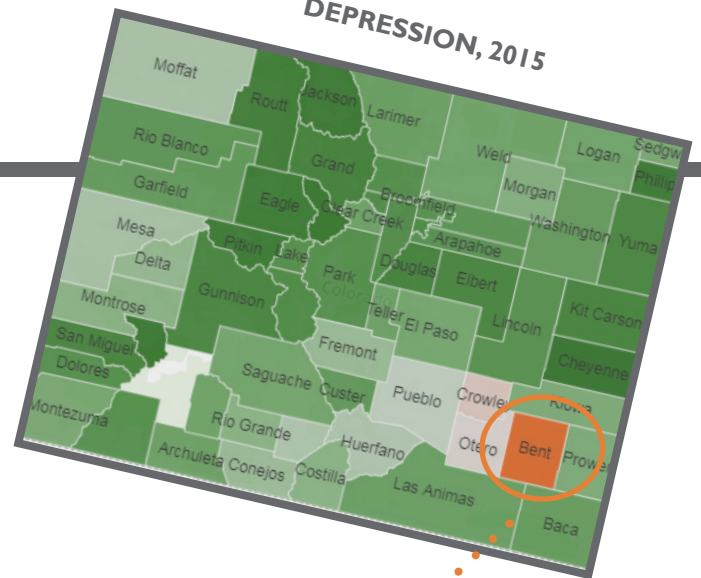 DEPRESSION, 2015
Moffat
Routt
Jackson
Larimer
Sedgw
Logan
Weld
Phillip
Rio Blanco
Grand
Morgan
Garfield
Eagle
Broomfield
Clear Creek
Washington
Yuma
Mesa
Arapahoe
Pitkin
Lake
Delta
Park
Douglas
Elbert
Gunnison
Colorado
Kit Carson
Montrose
Teller
El Paso
Lincoln
San Miguel
Fremont
Cheyenne
Dolores
Saguache
Custer
Pueblo
Crowley
Kiowa
Montezuma
Rio Grande
Huerfano
Otero
Bent
Prowe
Archuleta
Conejos
Costilla
Las Animas
Baca